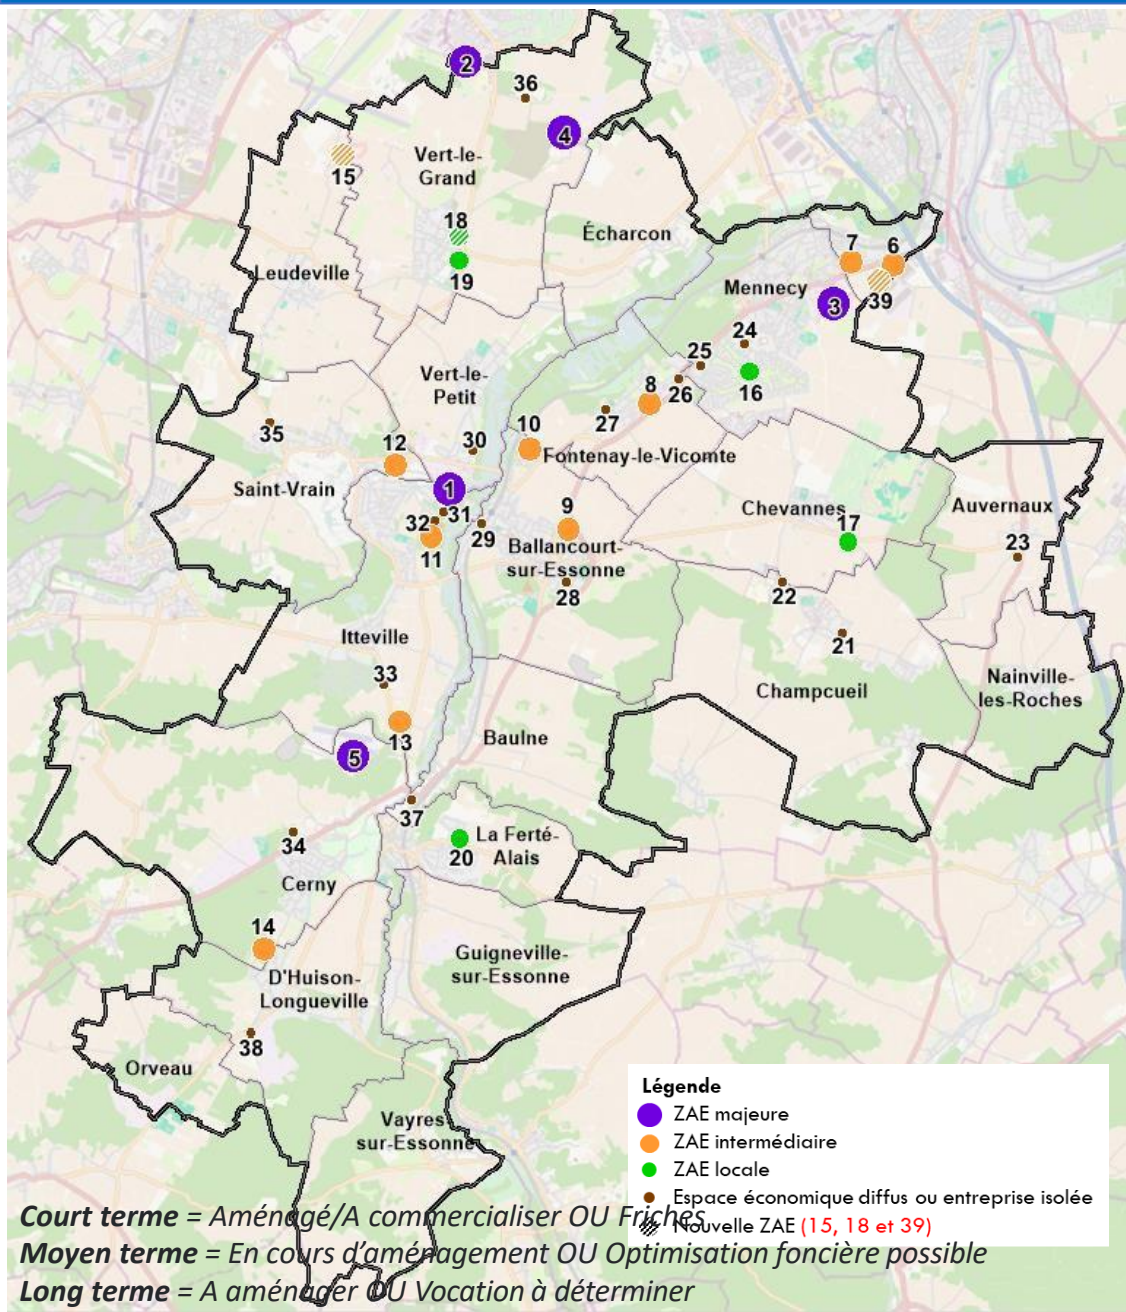 2
36
4
Vert-le-
Grand
15
18
Écharcon
19
Leudeville
7
6
Mennecy
39
3
24
25
Vert-le-
Petit
26
16
8
27
35
12
30
10
Fontenay-le-Vicomte
Saint-Vrain
1
31
32
11
29
9
Ballancourt-
sur-Essonne
28
Chevannes
17
Auvernaux
23
22
21
Itteville
33
Champcueil
Nainville-
les-Roches
13
5
Baulne
37
34
La Ferté-
Alais
20
Cerny
14
D'Huison-
Longueville
Guigneville-
sur-Essonne
38
Orveau
Vayres-
sur-Essonne
Légende
ZAE majeure
ZAE intermédiaire
ZAE locale
Espace économique diffus ou entreprise isolée
Nouvelle ZAE (15, 18 et 39)
Court terme = Aménagé/A commercialiser OU Friches
Moyen terme = En cours d'aménagement OU Optimisation foncière possible
Long terme = A aménager OU Vocation à déterminer